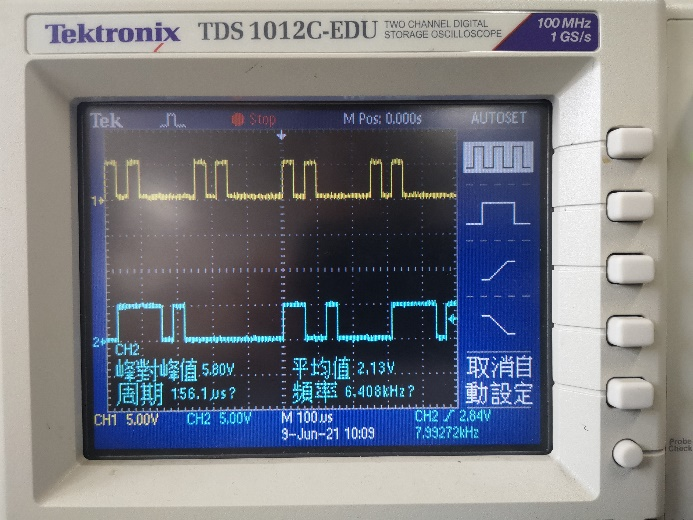 Tektronix TDS 1012C-EDU TWO CHANNEL DIGITAL STORAGE OSCILLOSCOPE 100 MHz 1 GS/s
Tek Stop M Pos: 0.000s AUTOSET
1
2
CH2
峰對峰值 5.80V 平均值 2.13V
周期 156.1µs? 頻率 6.408kHz?
取消自動設定
CH1 5.00V CH2 5.00V M 100µs CH2 2.84V
9-Jun-21 10:09 7.99272kHz
Probe Check